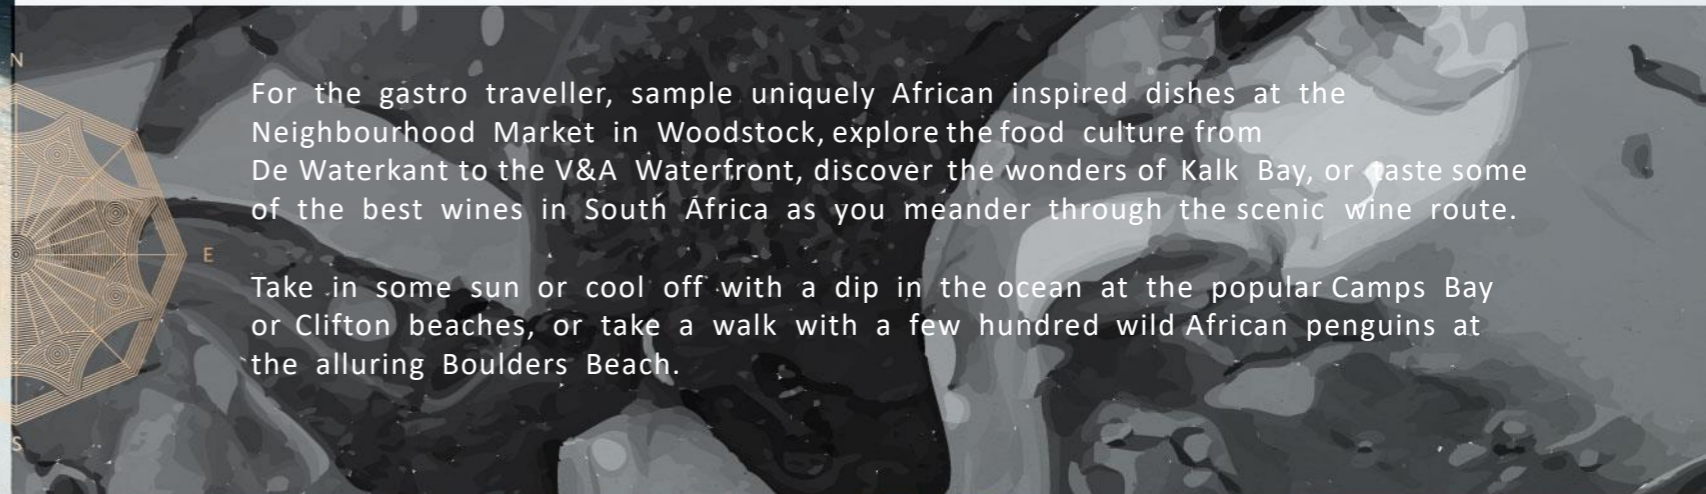 N
For the gastro traveller, sample uniquely African inspired dishes at the
Neighbourhood Market in Woodstock, explore the food culture from
De Waterkant to the V&A Waterfront, discover the wonders of Kalk Bay, or taste some
of the best wines in South Africa as you meander through the scenic wine route.
E
Take in some sun or cool off with a dip in the ocean at the popular Camps Bay
or Clifton beaches, or take a walk with a few hundred wild African penguins at
the alluring Boulders Beach.
S